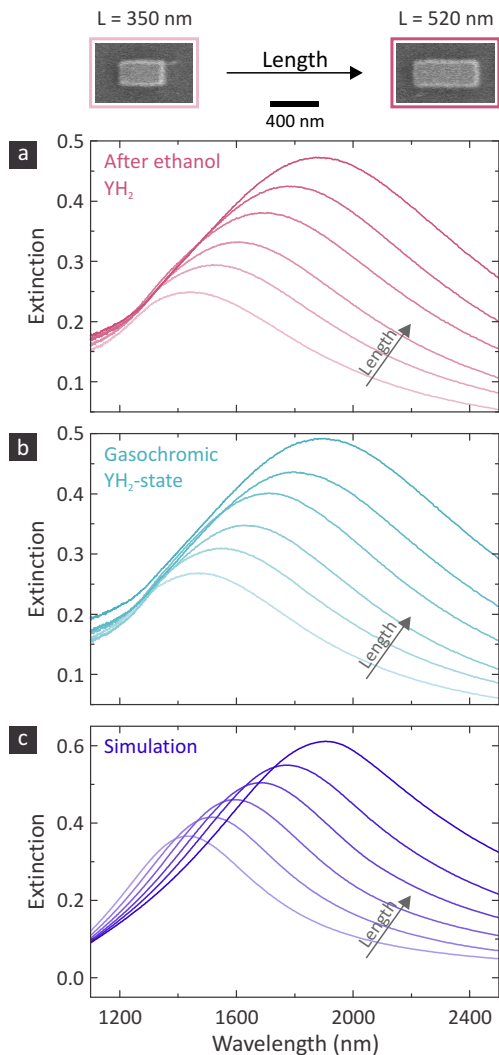 L = 350 nm
L = 520 nm
Length
400 nm
a
After ethanol
YH₂
0.5
0.4
0.3
0.2
0.1
Extinction
Length
b
Gasochromic
YH₂-state
0.5
0.4
0.3
0.2
0.1
Extinction
Length
c
Simulation
0.6
0.4
0.2
0.0
Extinction
Length
1200 1600 2000 2400
Wavelength (nm)